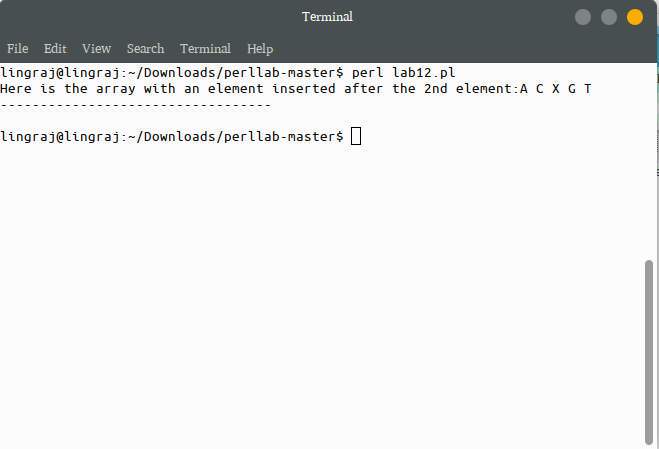 Terminal
File Edit View Search Terminal Help
lingraj@lingraj:~/Downloads/perllab-master$ perl lab12.pl
Here is the array with an element inserted after the 2nd element:A C X G T
----------------------------------
lingraj@lingraj:~/Downloads/perllab-master$